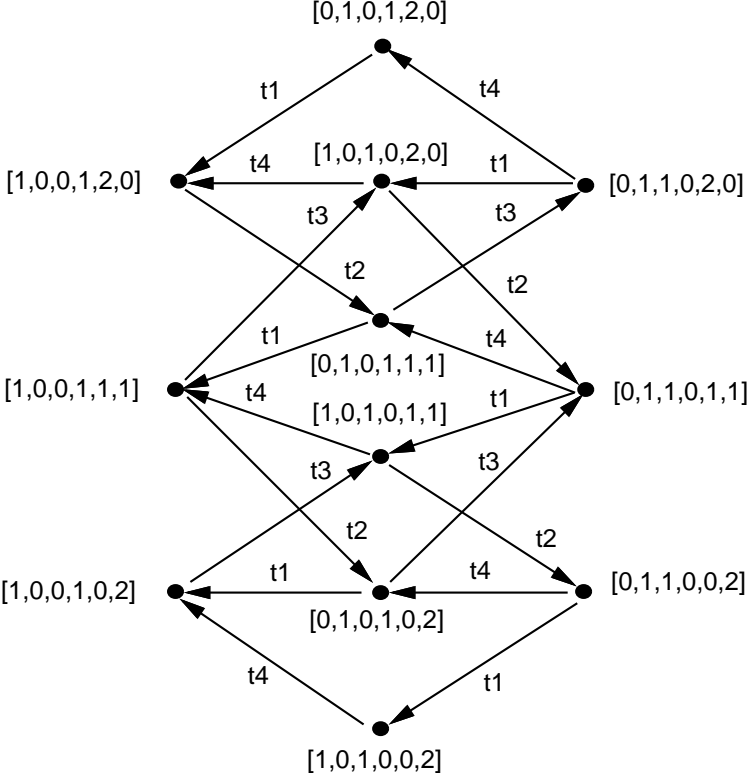 [0,1,0,1,2,0]
t1
t4
[1,0,0,1,2,0]
t4
[1,0,1,0,2,0]
t1
[0,1,1,0,2,0]
t3
t3
t2
t2
t1
t4
[0,1,0,1,1,1]
[1,0,0,1,1,1]
t4
[1,0,1,0,1,1]
t1
[0,1,1,0,1,1]
t3
t3
t2
t2
[1,0,0,1,0,2]
t1
t4
[0,1,1,0,0,2]
[0,1,0,1,0,2]
t4
t1
[1,0,1,0,0,2]